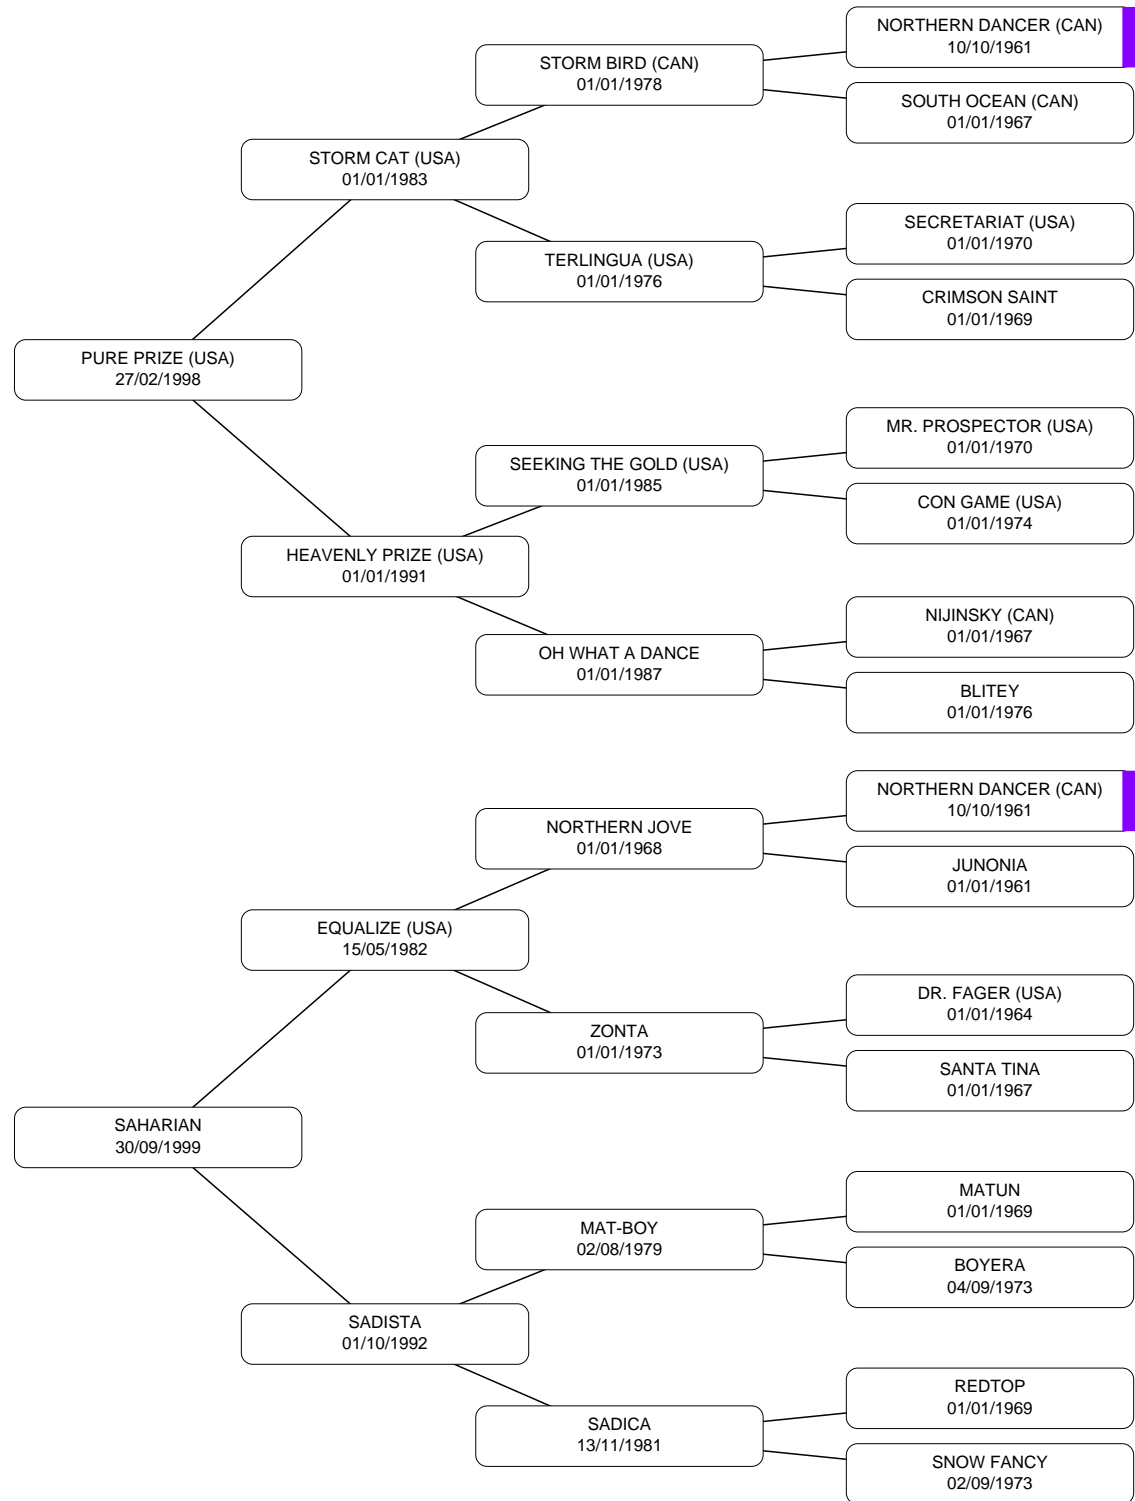 NORTHERN DANCER (CAN)
10/10/1961
STORM BIRD (CAN)
01/01/1978
SOUTH OCEAN (CAN)
01/01/1967
STORM CAT (USA)
01/01/1983
SECRETARIAT (USA)
01/01/1970
TERLINGUA (USA)
01/01/1976
CRIMSON SAINT
01/01/1969
PURE PRIZE (USA)
27/02/1998
MR. PROSPECTOR (USA)
01/01/1970
SEEKING THE GOLD (USA)
01/01/1985
CON GAME (USA)
01/01/1974
HEAVENLY PRIZE (USA)
01/01/1991
NIJINSKY (CAN)
01/01/1967
OH WHAT A DANCE
01/01/1987
BLITEY
01/01/1976
NORTHERN DANCER (CAN)
10/10/1961
NORTHERN JOVE
01/01/1968
JUNONIA
01/01/1961
EQUALIZE (USA)
15/05/1982
DR. FAGER (USA)
01/01/1964
ZONTA
01/01/1973
SANTA TINA
01/01/1967
SAHARIAN
30/09/1999
MATUN
01/01/1969
MAT-BOY
02/08/1979
BOYERA
04/09/1973
SADISTA
01/10/1992
REDTOP
01/01/1969
SADICA
13/11/1981
SNOW FANCY
02/09/1973